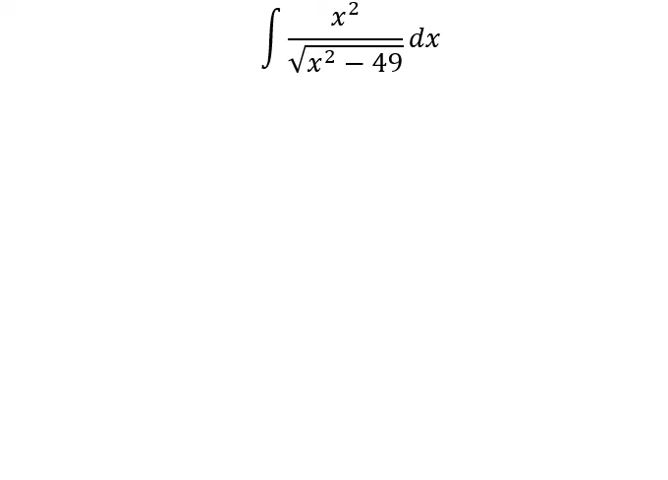 ∫ x² / √(x² − 49) dx